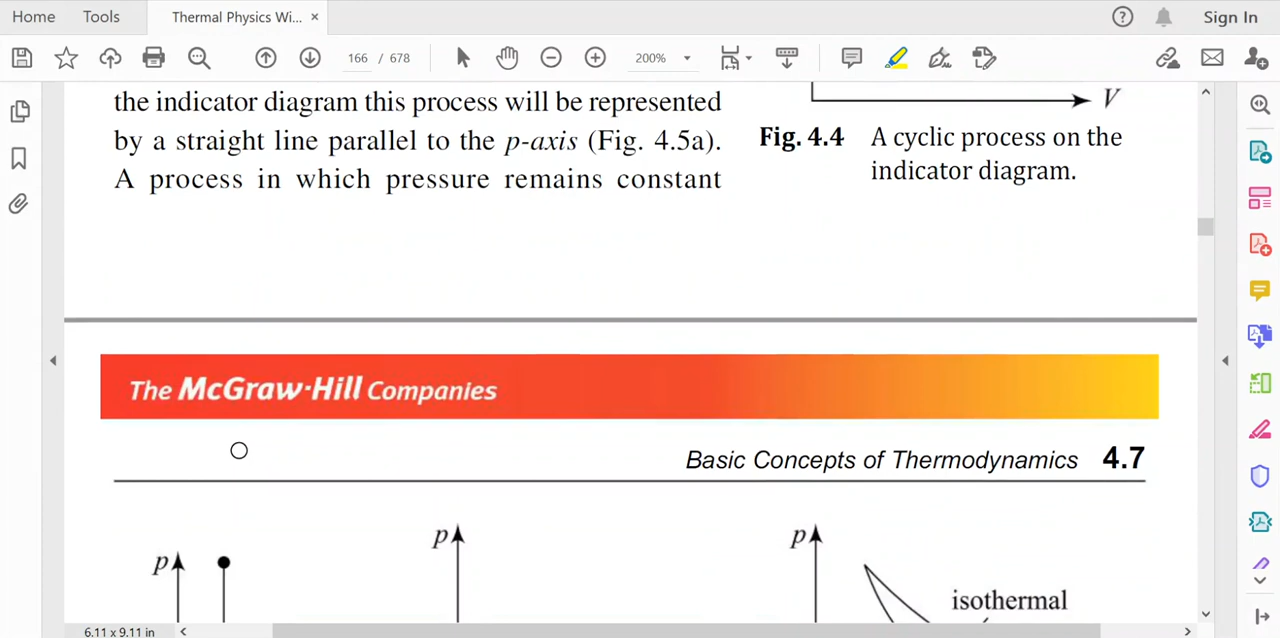 Home Tools Thermal Physics Wi... × ? Sign In
166 / 678 200%
the indicator diagram this process will be represented
by a straight line parallel to the p-axis (Fig. 4.5a).
A process in which pressure remains constant
V
Fig. 4.4 A cyclic process on the
indicator diagram.
The McGraw·Hill Companies
Basic Concepts of Thermodynamics 4.7
p p p
isothermal
6.11 x 9.11 in